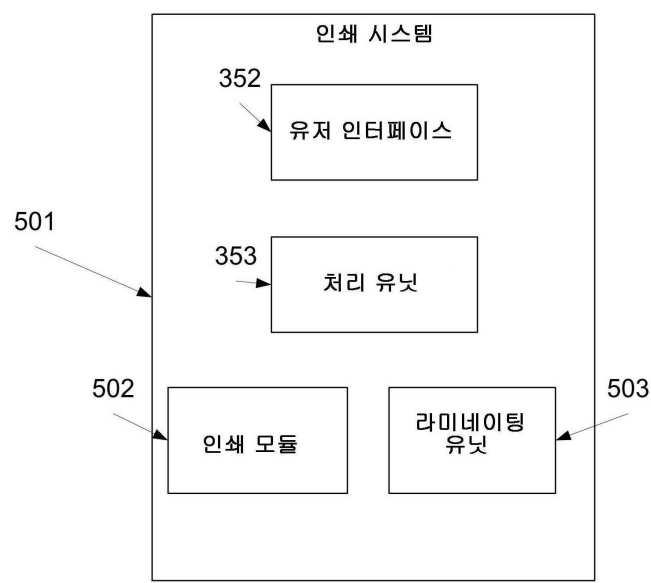 인쇄 시스템
352
유저 인터페이스
501
353
처리 유닛
502
503
인쇄 모듈
라미네이팅
유닛